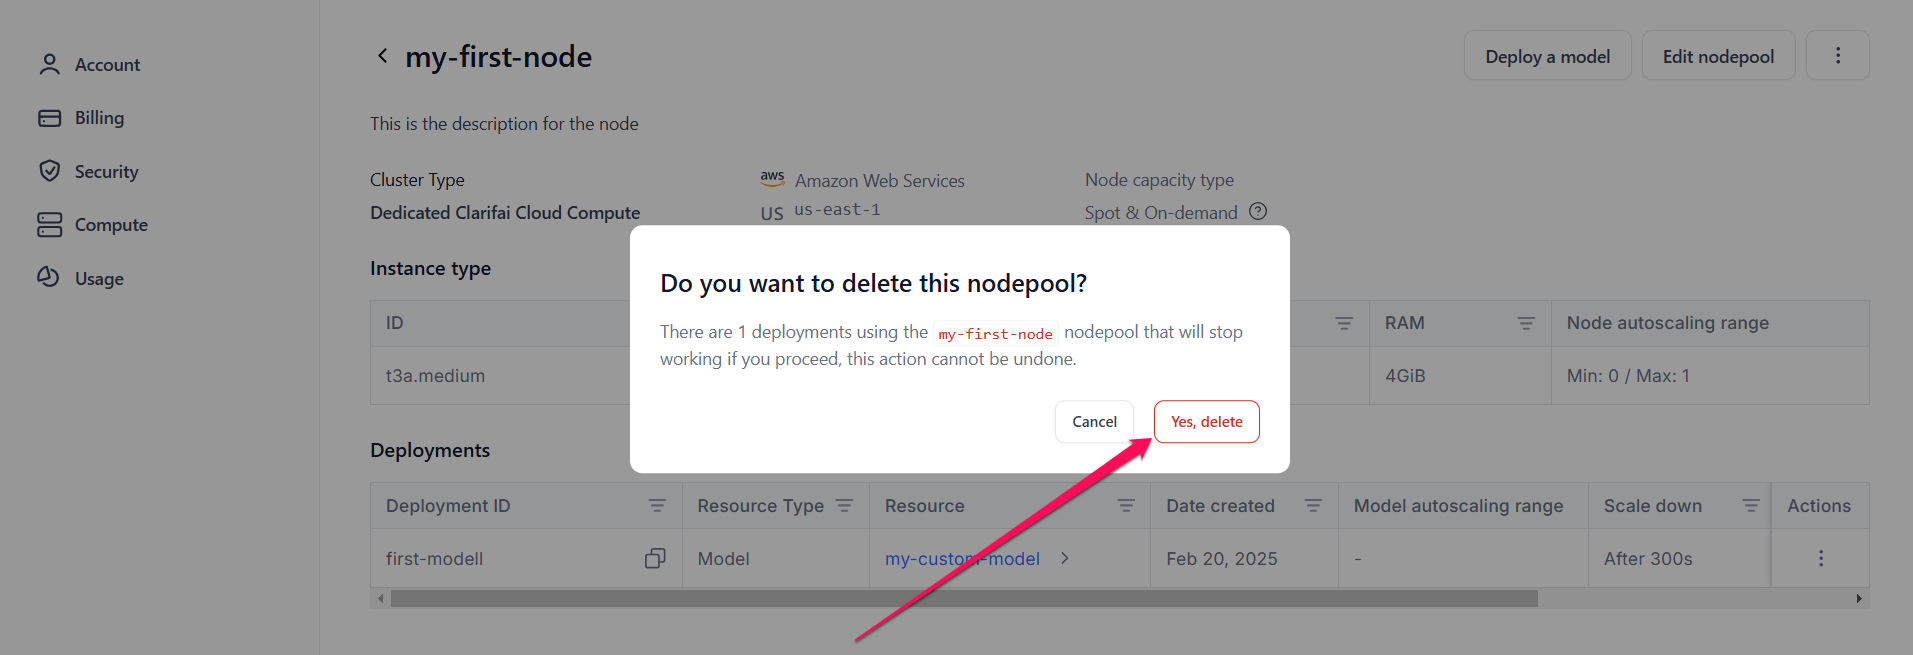 Account
Billing
Security
Compute
Usage
my-first-node
Deploy a model
Edit nodepool
This is the description for the node
Cluster Type
Dedicated Clarifai Cloud Compute
aws Amazon Web Services
US us-east-1
Node capacity type
Spot & On-demand
Instance type
ID
RAM
Node autoscaling range
t3a.medium
4GiB
Min: 0 / Max: 1
Do you want to delete this nodepool?
There are 1 deployments using the my-first-node nodepool that will stop
working if you proceed, this action cannot be undone.
Cancel
Yes, delete
Deployments
Deployment ID
Resource Type
Resource
Date created
Model autoscaling range
Scale down
Actions
first-modell
Model
my-custom-model
Feb 20, 2025
-
After 300s